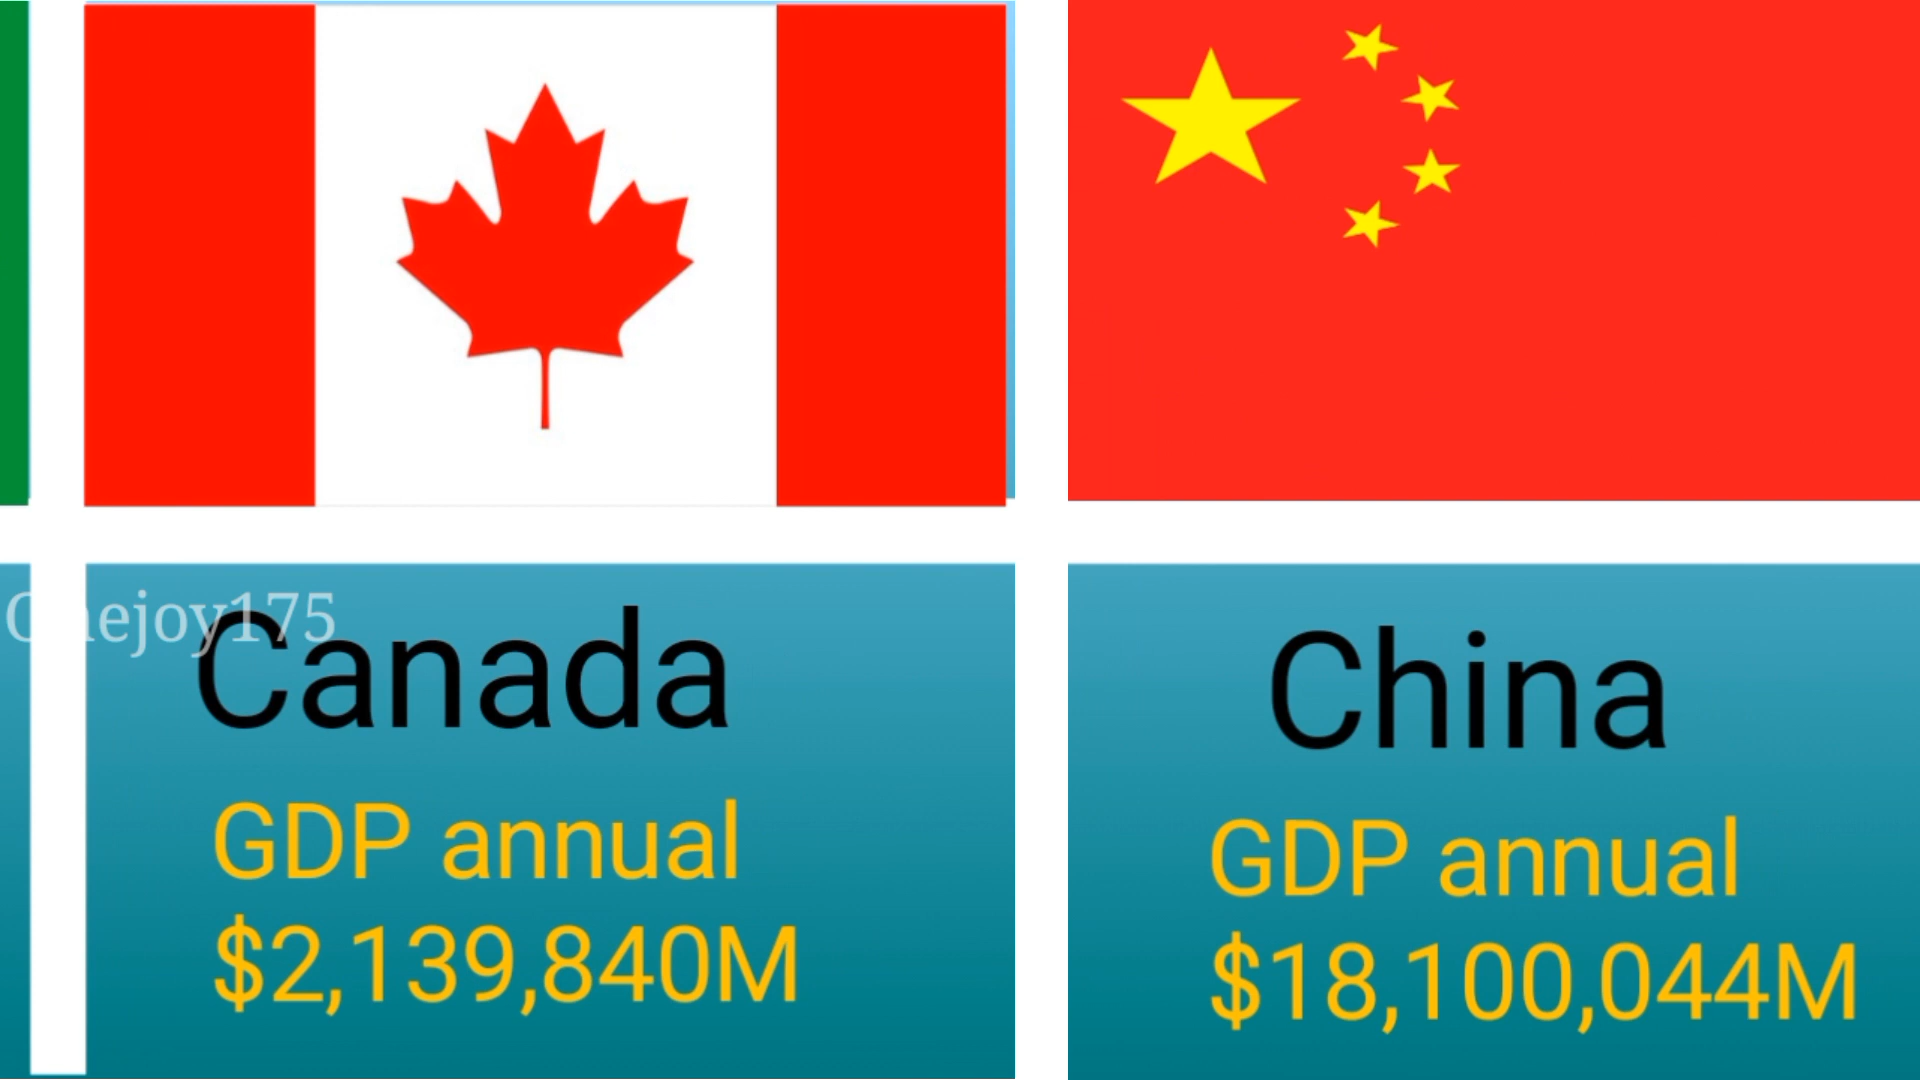 Canada
GDP annual
$2,139,840M
China
GDP annual
$18,100,044M